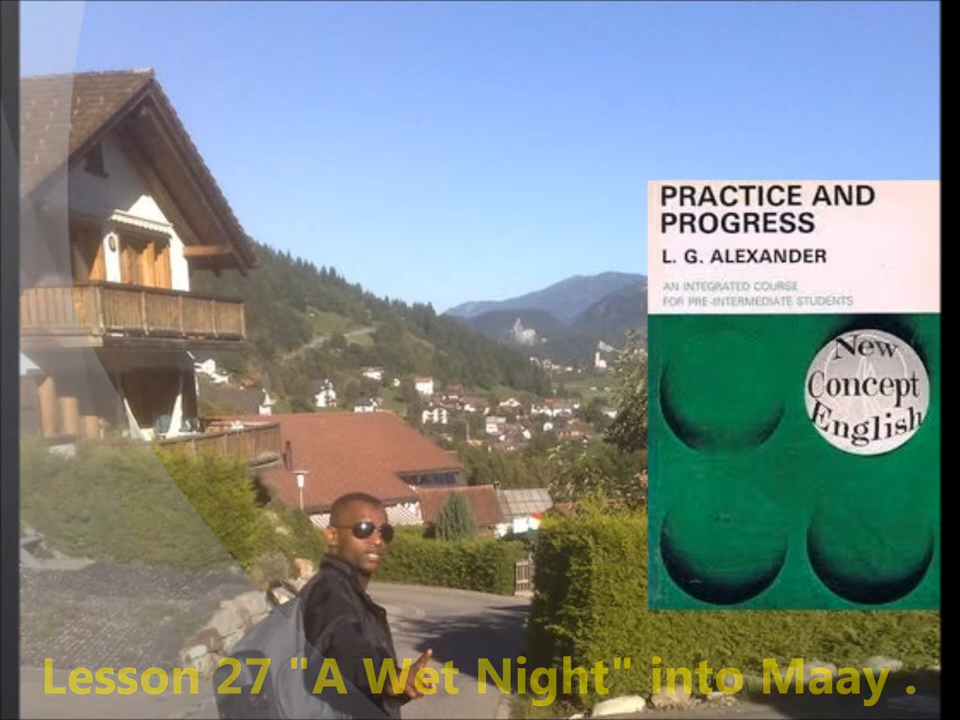 PRACTICE AND
PROGRESS
L. G. ALEXANDER
AN INTEGRATED COURSE
FOR PRE-INTERMEDIATE STUDENTS
New
Concept
English
Lesson 27 "A Wet Night" into Maay .